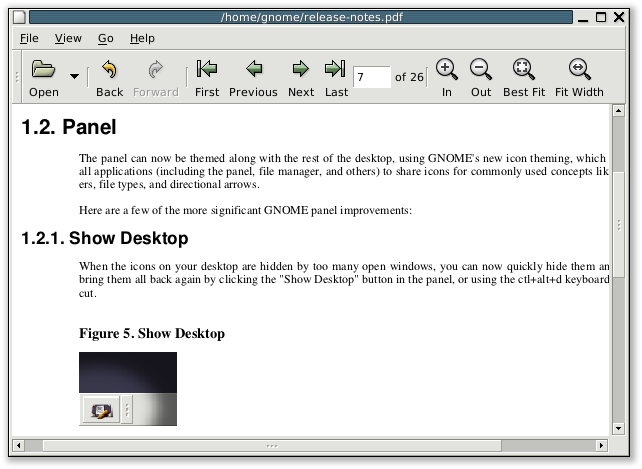 /home/gnome/release-notes.pdf
File View Go Help
Open Back Forward First Previous Next Last 7 of 26 In Out Best Fit Fit Width
1.2. Panel
The panel can now be themed along with the rest of the desktop, using GNOME's new icon theming, which
all applications (including the panel, file manager, and others) to share icons for commonly used concepts lik
ers, file types, and directional arrows.
Here are a few of the more significant GNOME panel improvements:
1.2.1. Show Desktop
When the icons on your desktop are hidden by too many open windows, you can now quickly hide them an
bring them all back again by clicking the "Show Desktop" button in the panel, or using the ctl+alt+d keyboard
cut.
Figure 5. Show Desktop